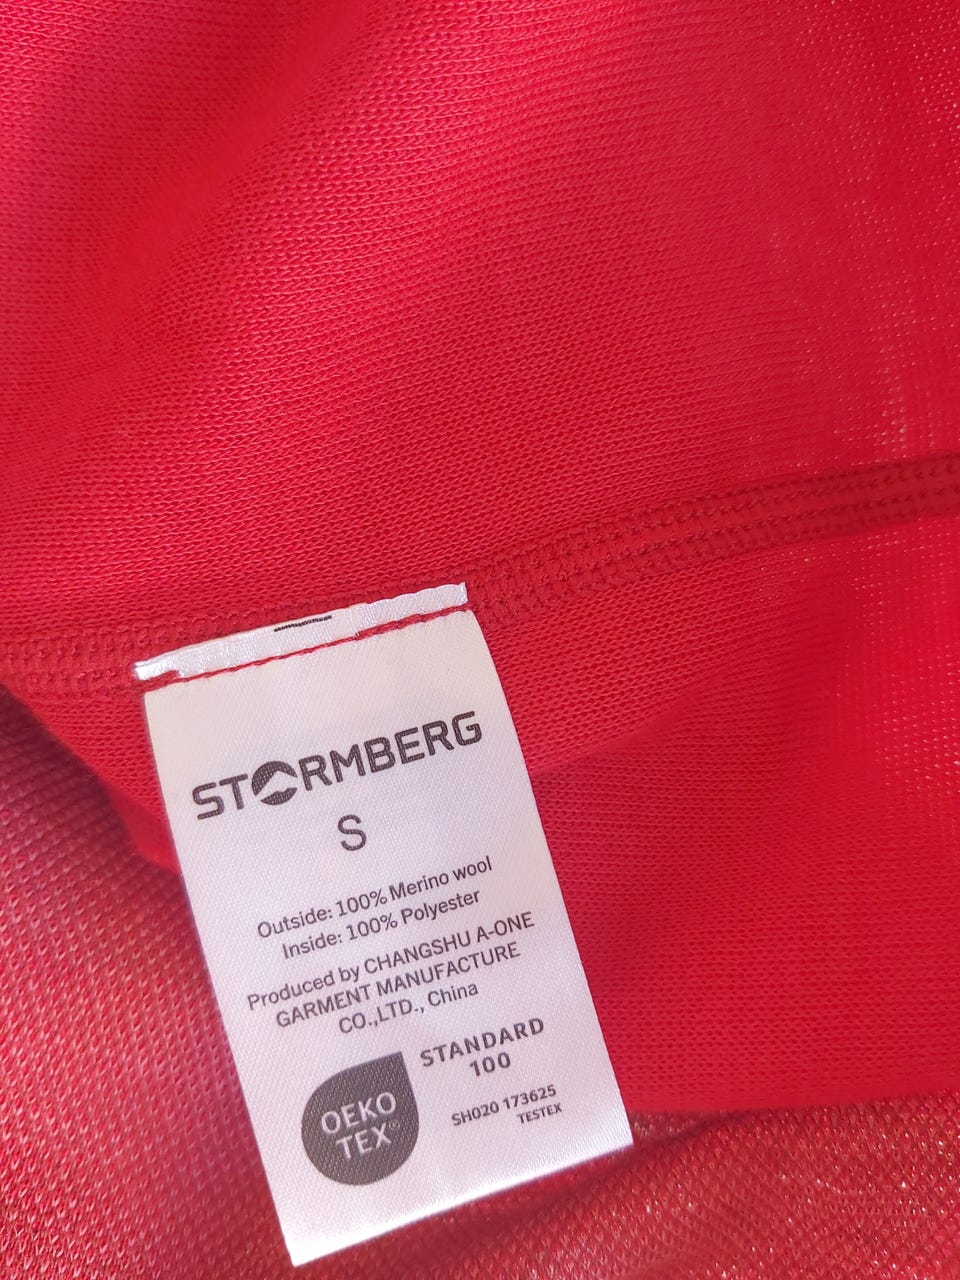 STORMBERG
S
Outside: 100% Merino wool
Inside: 100% Polyester
Produced by CHANGSHU A-ONE
GARMENT MANUFACTURE
CO.,LTD., China
STANDARD
100
OEKO
TEX®
SH020 173625
TESTEX